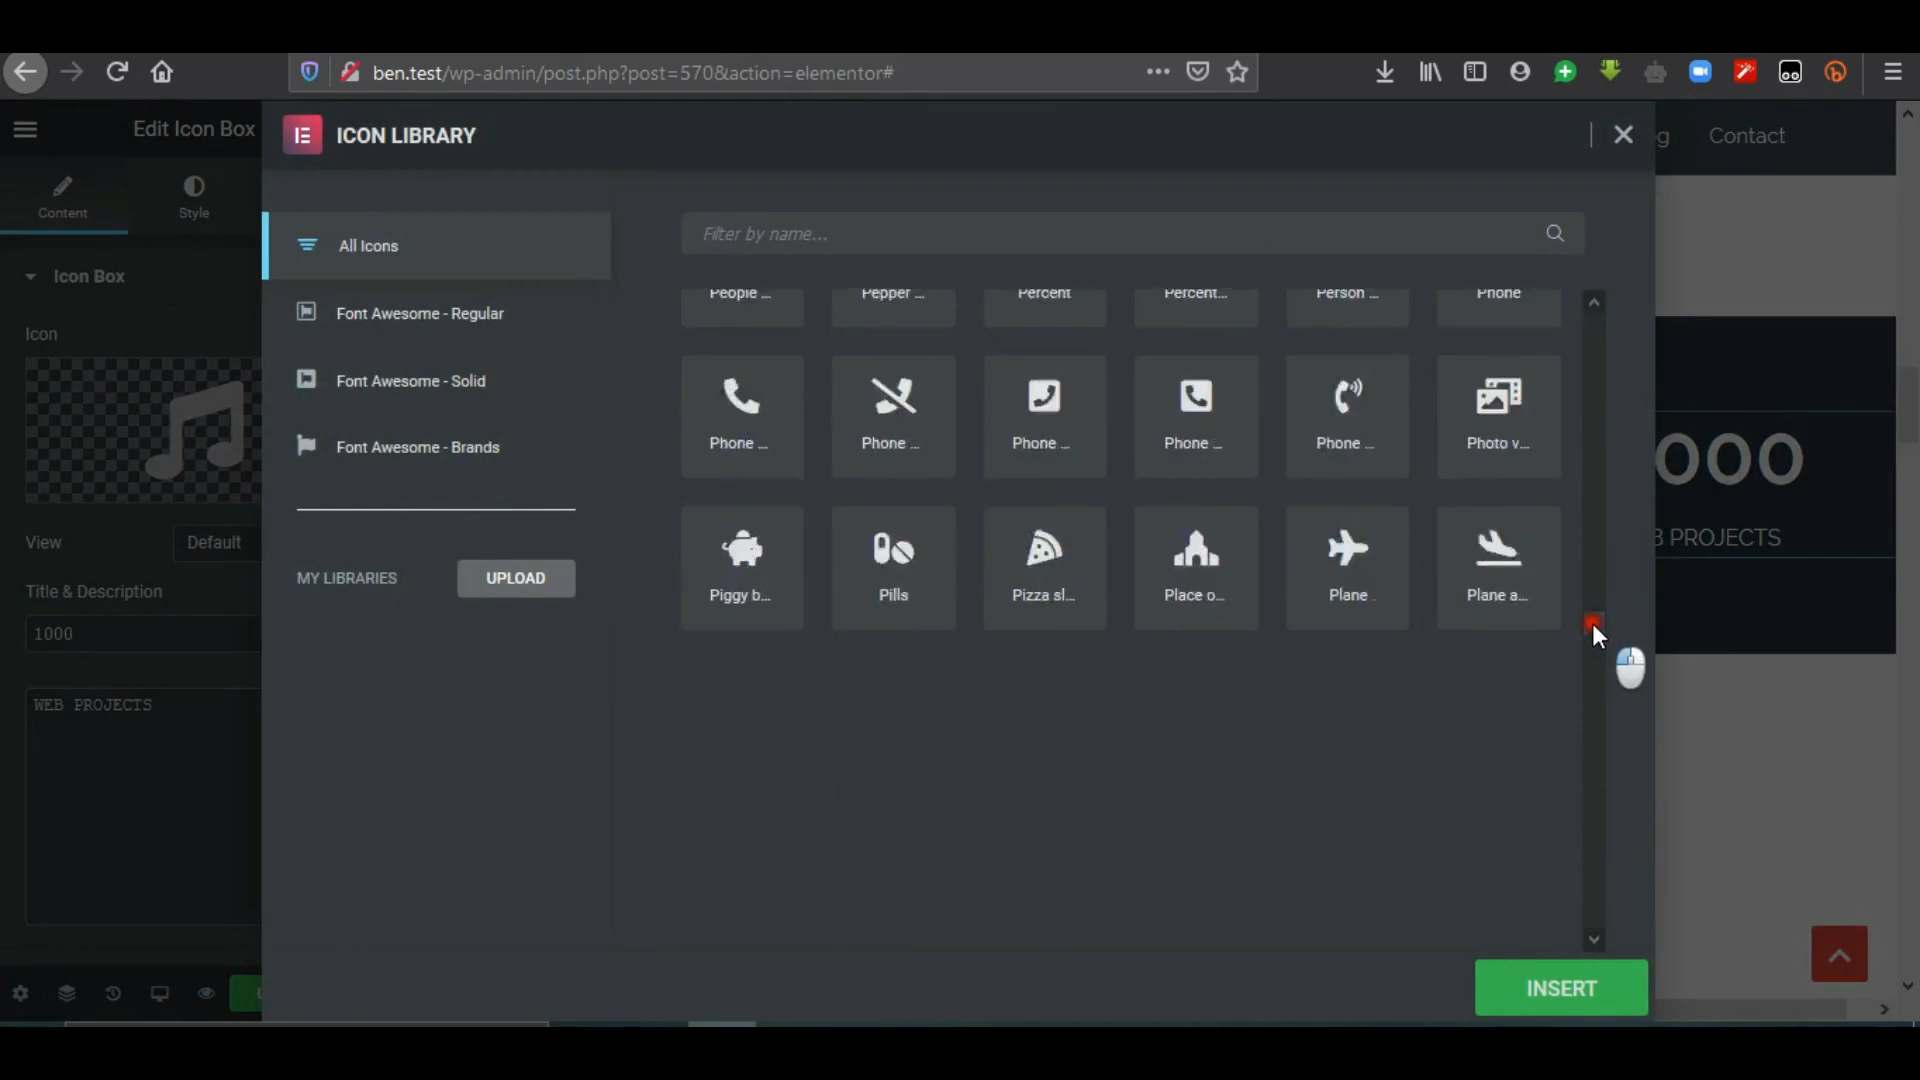 ben.test/wp-admin/post.php?post=570&action=elementor#
Edit Icon Box
ICON LIBRARY
Contact
Content
Style
All Icons
Filter by name...
Icon Box
Font Awesome - Regular
People ...
Pepper ...
Percent
Percent...
Person ...
Phone
Icon
Font Awesome - Solid
Font Awesome - Brands
Phone ...
Phone ...
Phone ...
Phone ...
Phone ...
Photo v...
000
View
Default
PROJECTS
MY LIBRARIES
UPLOAD
Title & Description
Piggy b...
Pills
Pizza sl...
Place o...
Plane
Plane a...
1000
WEB PROJECTS
INSERT